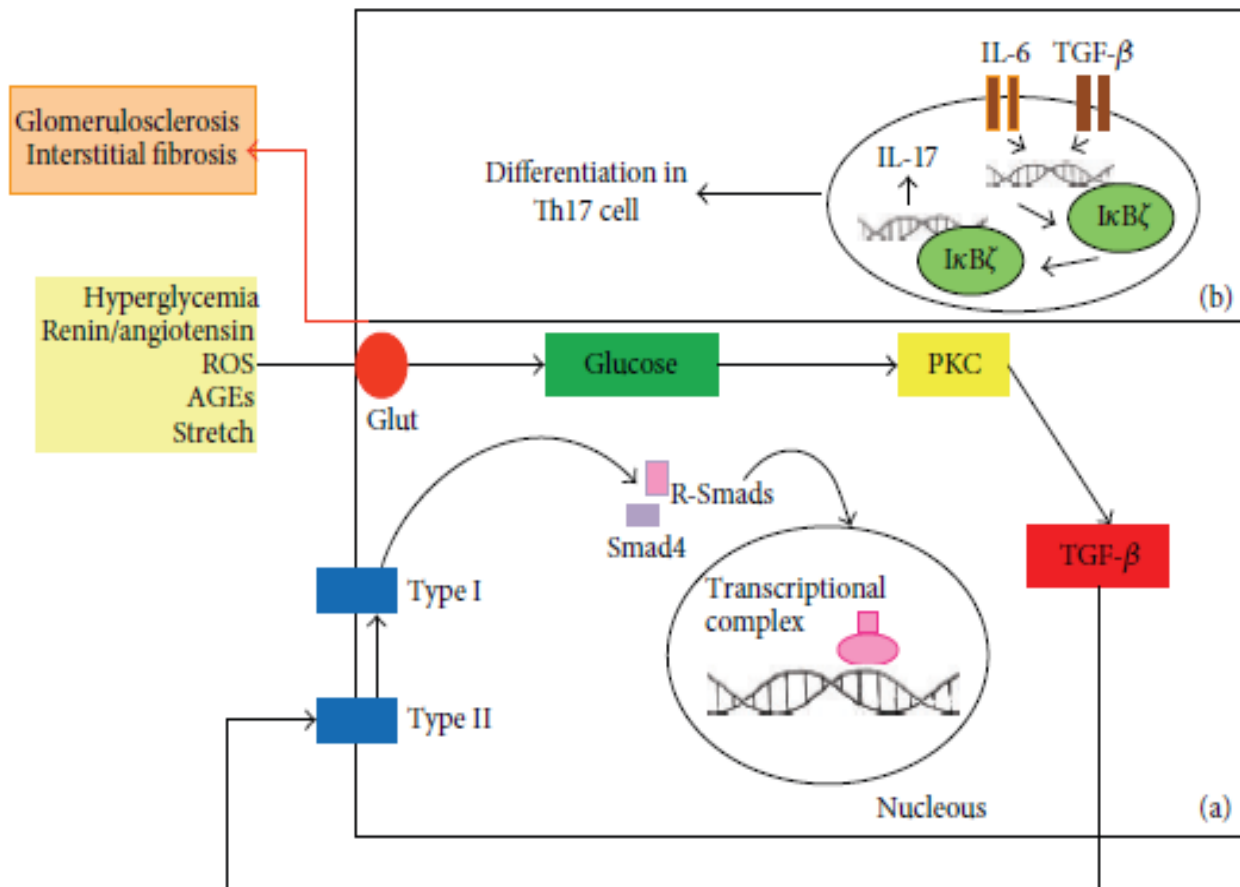 IL-6 TGF-β
Glomerulosclerosis
Interstitial fibrosis
Differentiation in
Th17 cell
IL-17
IκBζ
IκBζ
(b)
Hyperglycemia
Renin/angiotensin
ROS
AGEs
Stretch
Glut
Glucose
PKC
R-Smads
Smad4
TGF-β
Type I
Transcriptional
complex
Type II
Nucleous
(a)